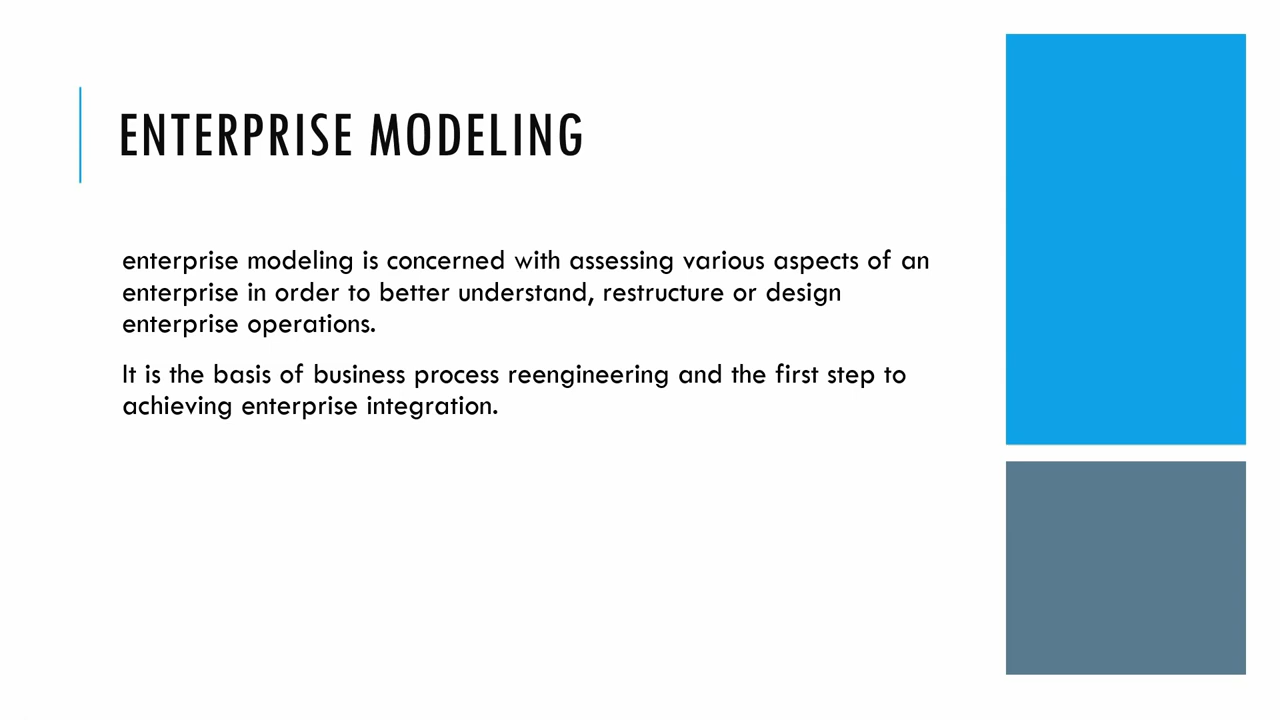 ENTERPRISE MODELING
enterprise modeling is concerned with assessing various aspects of an
enterprise in order to better understand, restructure or design
enterprise operations.
It is the basis of business process reengineering and the first step to
achieving enterprise integration.